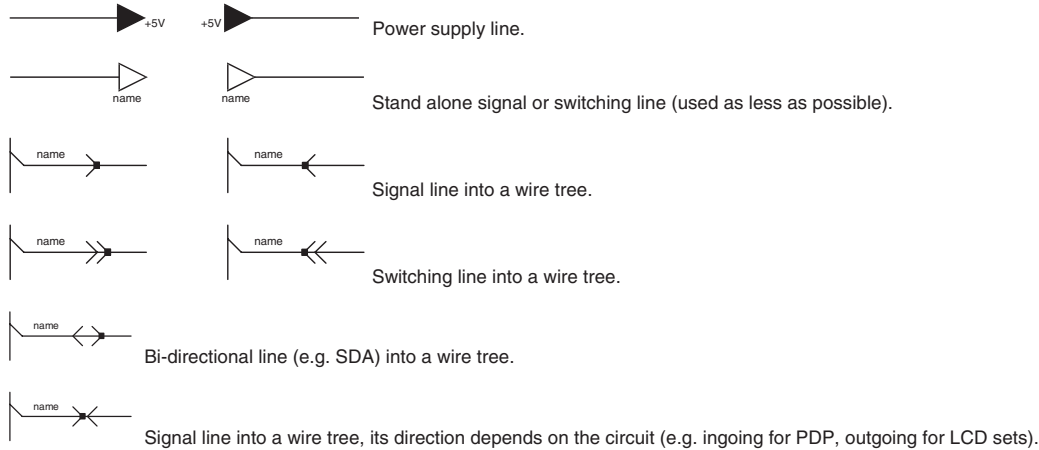 +5V +5V
Power supply line.
name name
Stand alone signal or switching line (used as less as possible).
name name
Signal line into a wire tree.
name name
Switching line into a wire tree.
name
Bi-directional line (e.g. SDA) into a wire tree.
name
Signal line into a wire tree, its direction depends on the circuit (e.g. ingoing for PDP, outgoing for LCD sets).